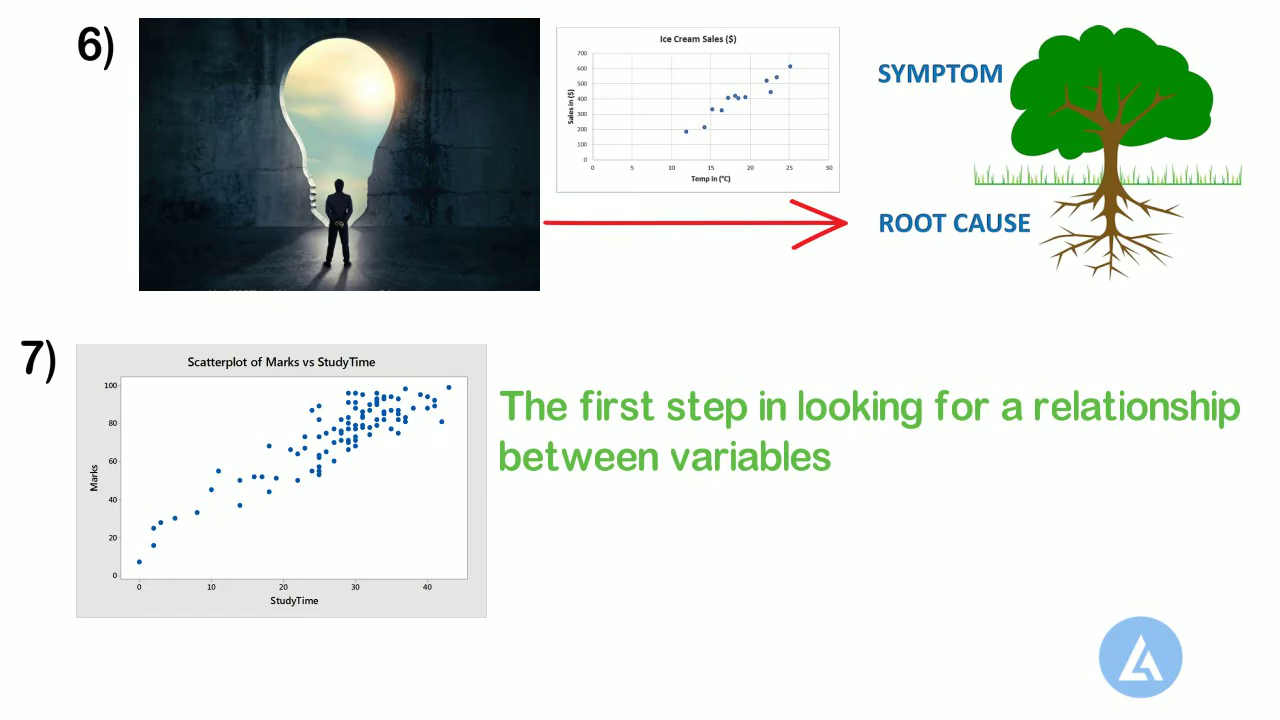 6)
Ice Cream Sales ($)
700
600
500
400
300
200
100
0
Sales in ($)
0 5 10 15 20 25 30
Temp in (°C)
SYMPTOM
ROOT CAUSE
7)
Scatterplot of Marks vs StudyTime
100
80
60
40
20
0
Marks
0 10 20 30 40
StudyTime
The first step in looking for a relationship
between variables